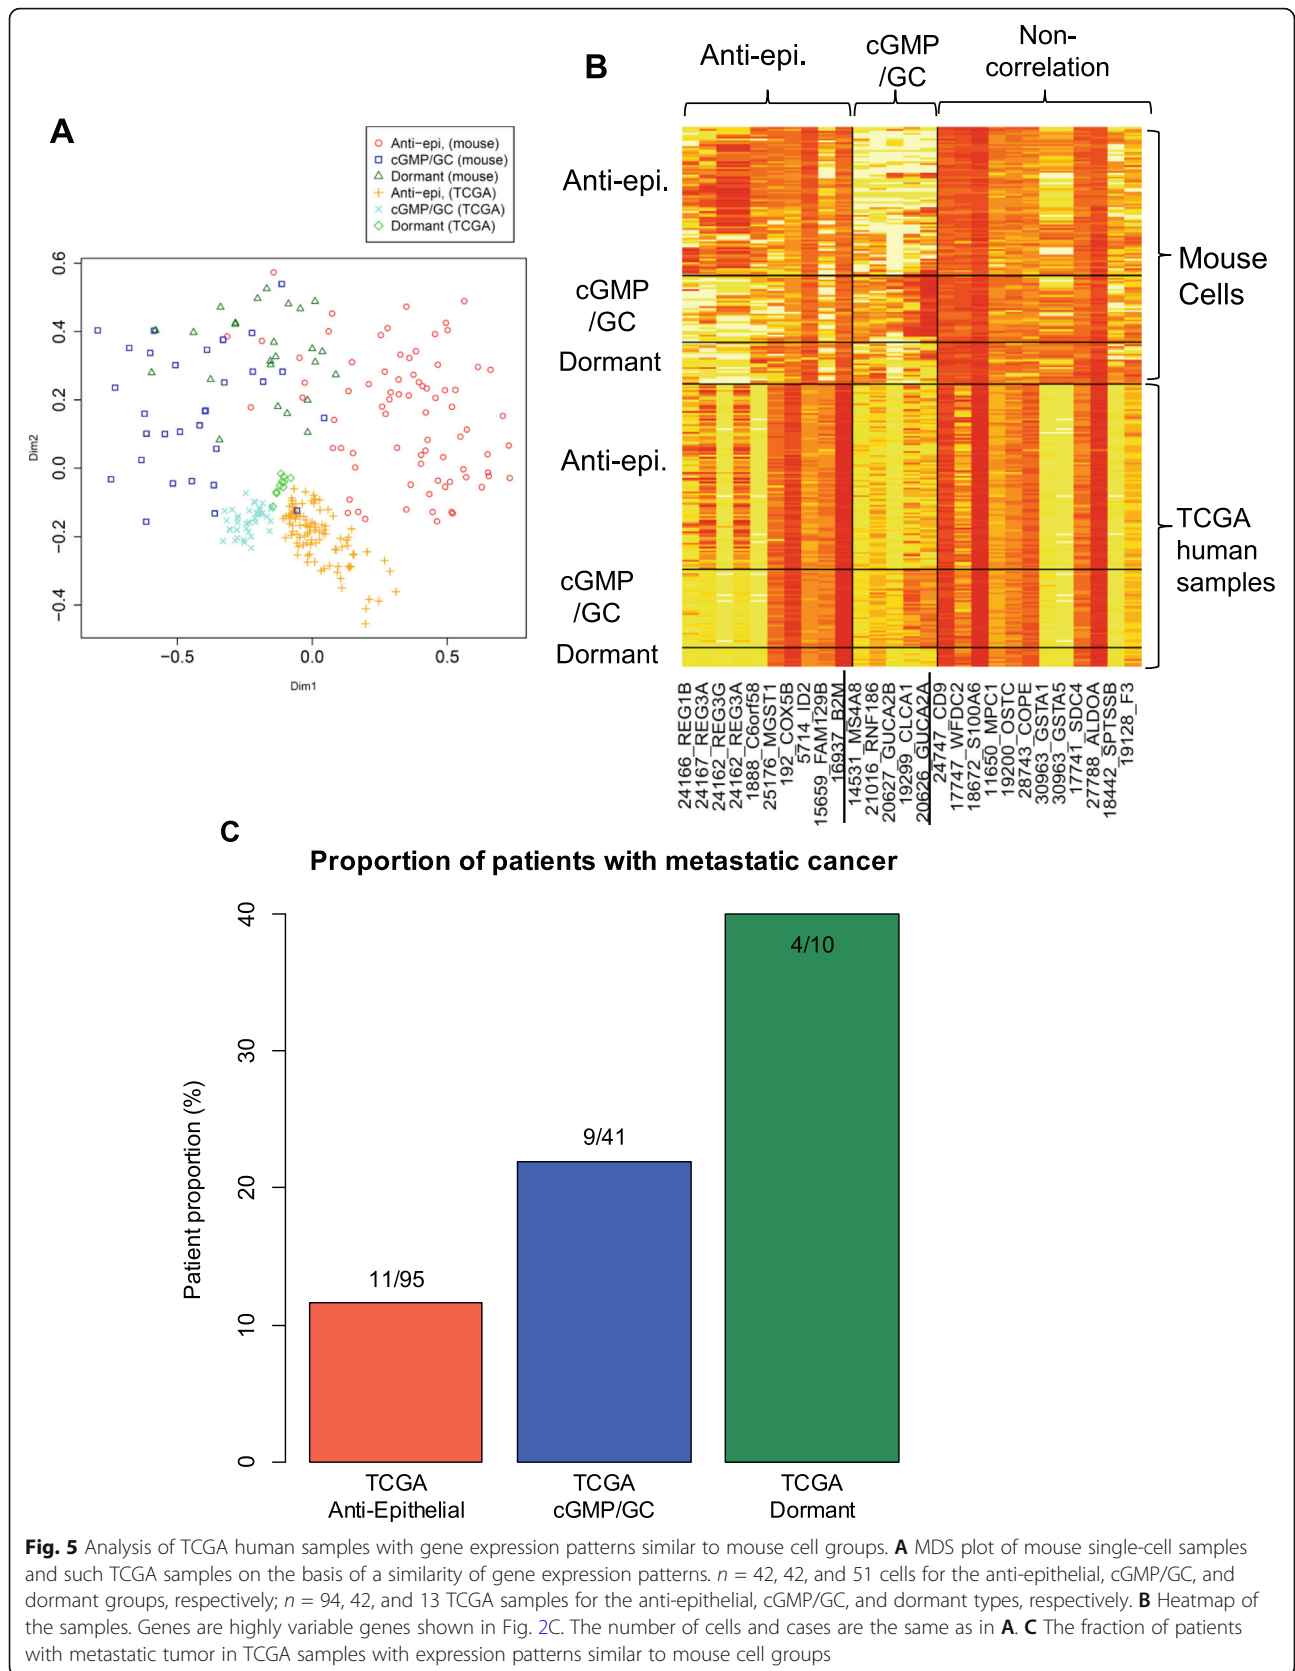 A
Anti−epi, (mouse)
cGMP/GC (mouse)
Dormant (mouse)
Anti−epi, (TCGA)
cGMP/GC (TCGA)
Dormant (TCGA)
0.6
0.4
0.2
0.0
−0.2
−0.4
Dim2
−0.5
0.0
0.5
Dim1
B
Anti-epi.
cGMP
/GC
Non-
correlation
Anti-epi.
cGMP
/GC
Dormant
Mouse
Cells
Anti-epi.
cGMP
/GC
Dormant
TCGA
human
samples
24166_REG1B
24167_REG3A
24162_REG3G
24162_REG3A
1888_C6orf58
25176_MGST1
192_COX5B
5714_ID2
15659_FAM129B
16937_B2M
14531_MS4A8
21016_RNF186
20627_GUCA2B
19299_CLCA1
20626_GUCA2A
24747_CD9
17747_WFDC2
18672_S100A6
11650_MPC1
19200_OSTC
28743_COPE
30963_GSTA1
30963_GSTA5
17741_SDC4
27788_ALDOA
18442_SPTSSB
19128_F3
C
Proportion of patients with metastatic cancer
Patient proportion (%)
40
30
20
10
0
11/95
9/41
4/10
TCGA
Anti-Epithelial
TCGA
cGMP/GC
TCGA
Dormant
Fig. 5 Analysis of TCGA human samples with gene expression patterns similar to mouse cell groups. A MDS plot of mouse single-cell samples
and such TCGA samples on the basis of a similarity of gene expression patterns. n = 42, 42, and 51 cells for the anti-epithelial, cGMP/GC, and
dormant groups, respectively; n = 94, 42, and 13 TCGA samples for the anti-epithelial, cGMP/GC, and dormant types, respectively. B Heatmap of
the samples. Genes are highly variable genes shown in Fig. 2C. The number of cells and cases are the same as in A. C The fraction of patients
with metastatic tumor in TCGA samples with expression patterns similar to mouse cell groups